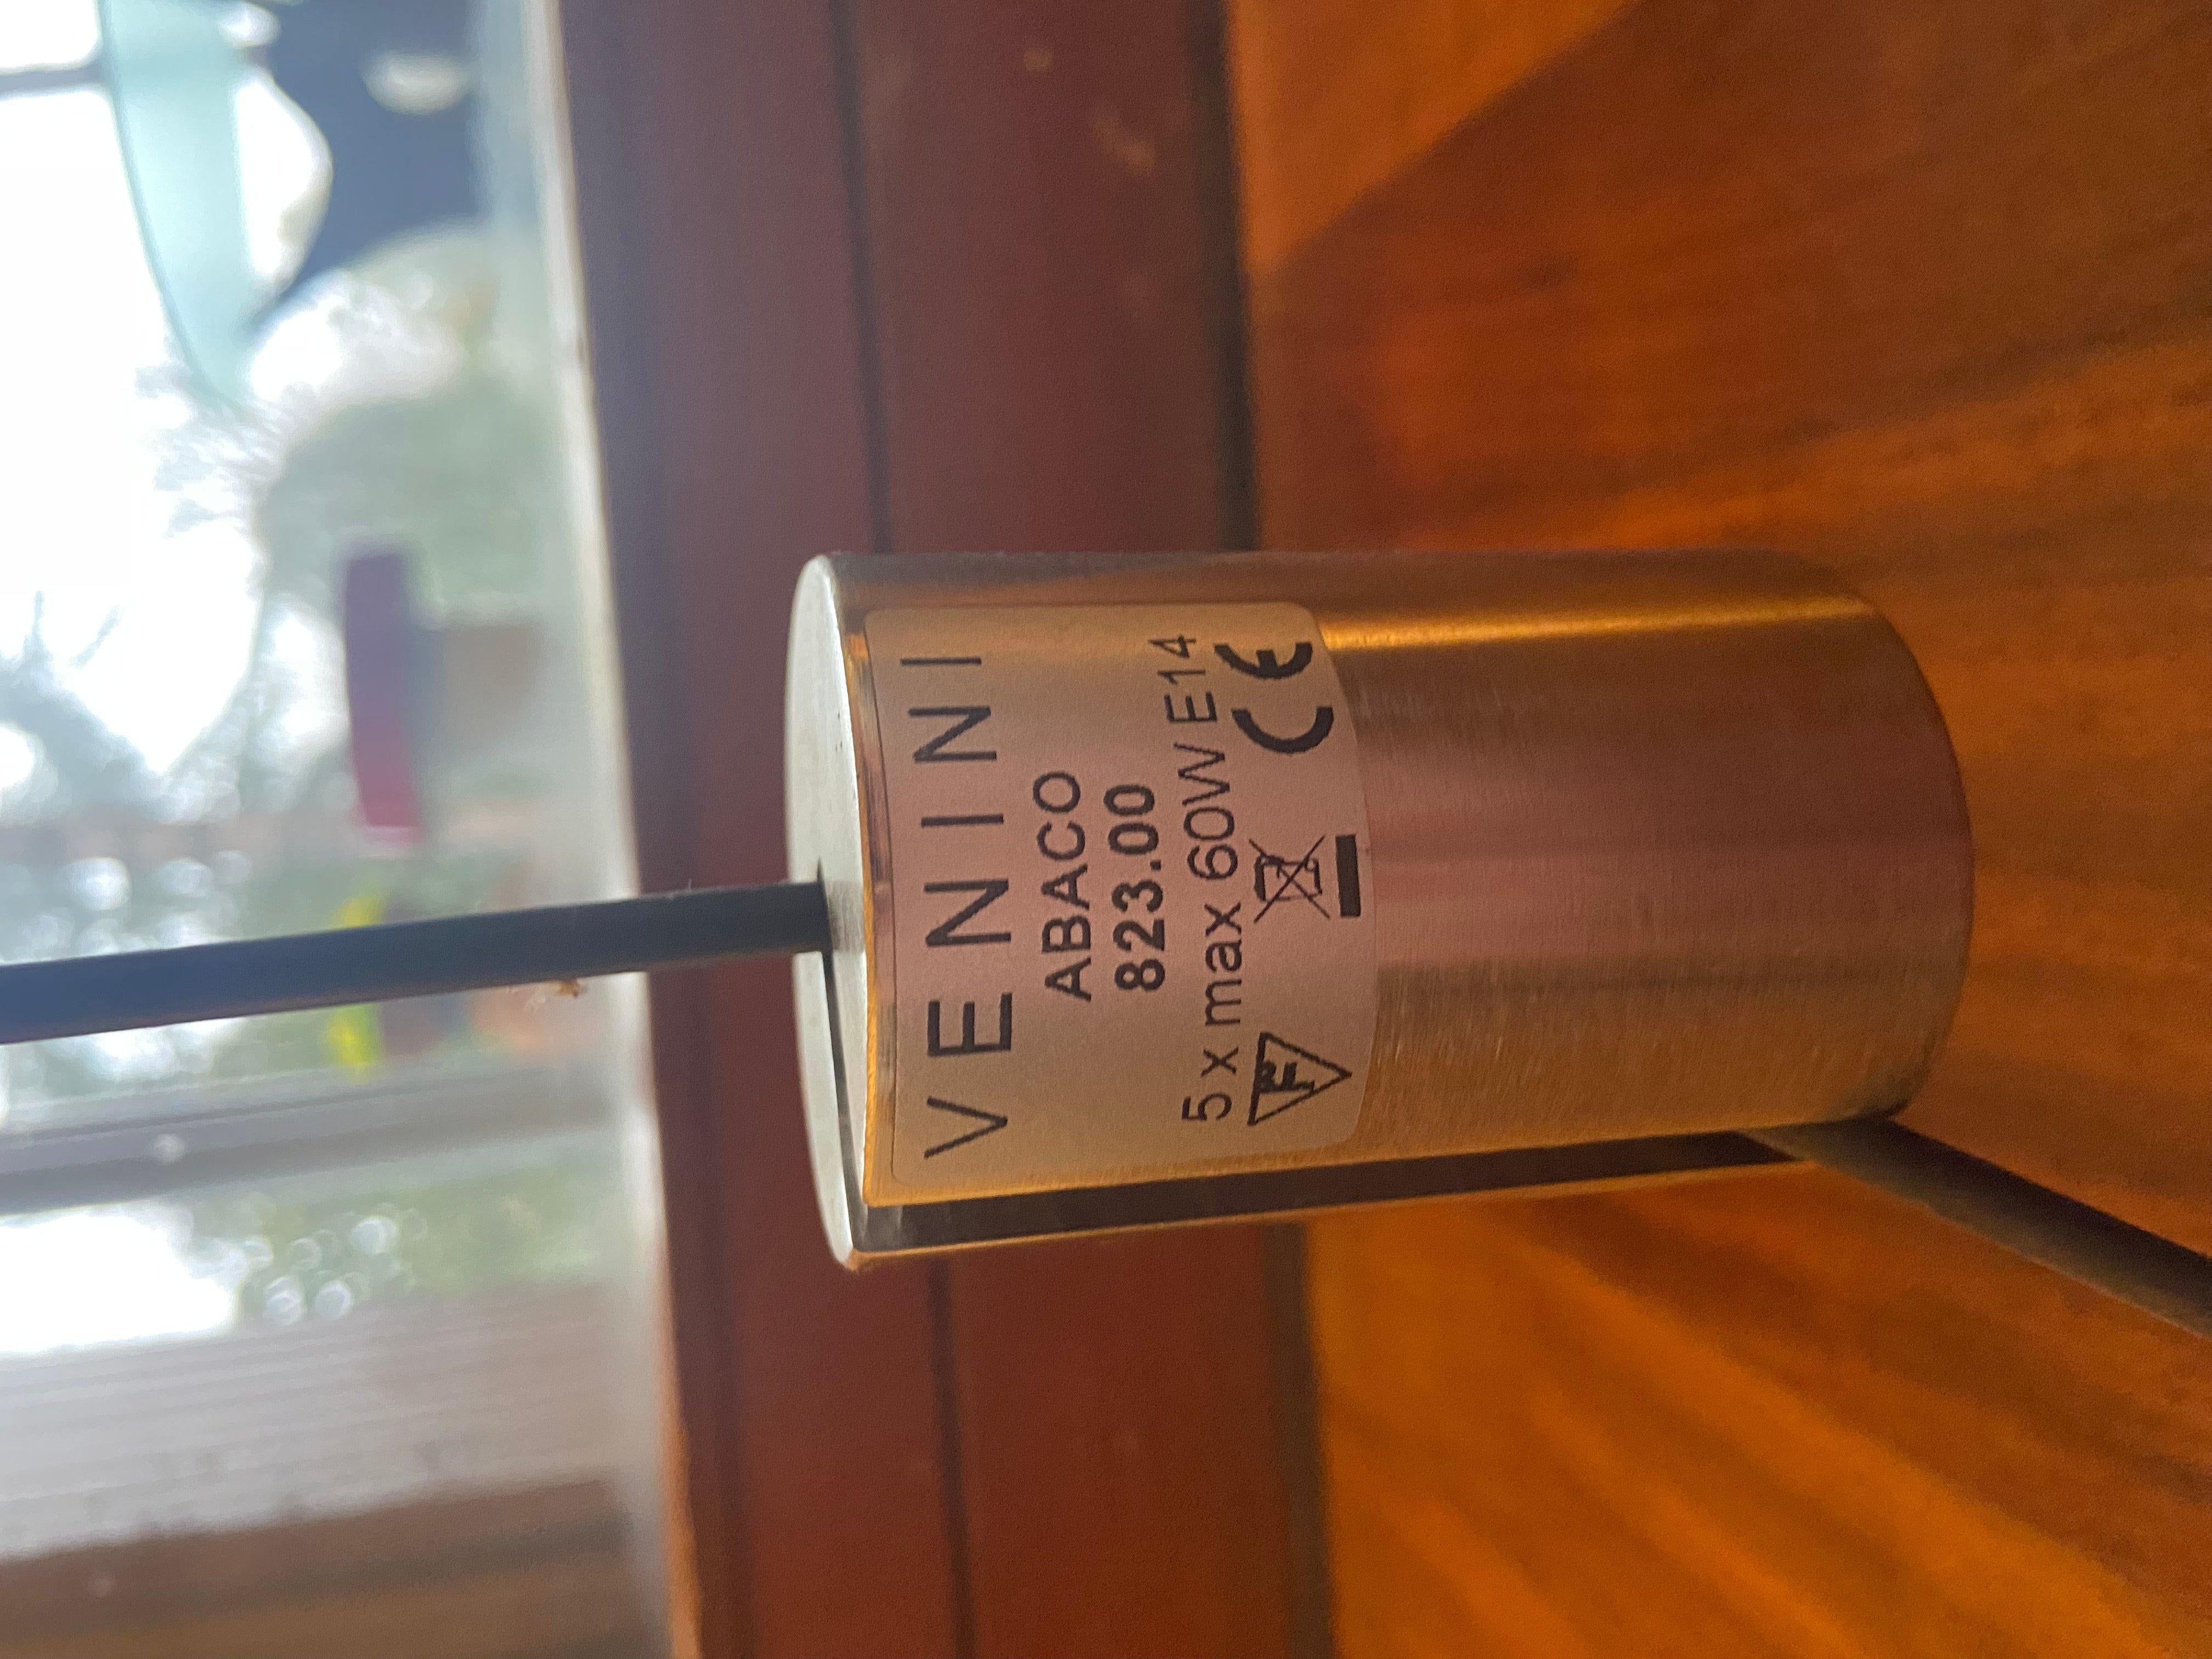 VENINI
ABACO
823.00
5 x max 60W E14
F CE